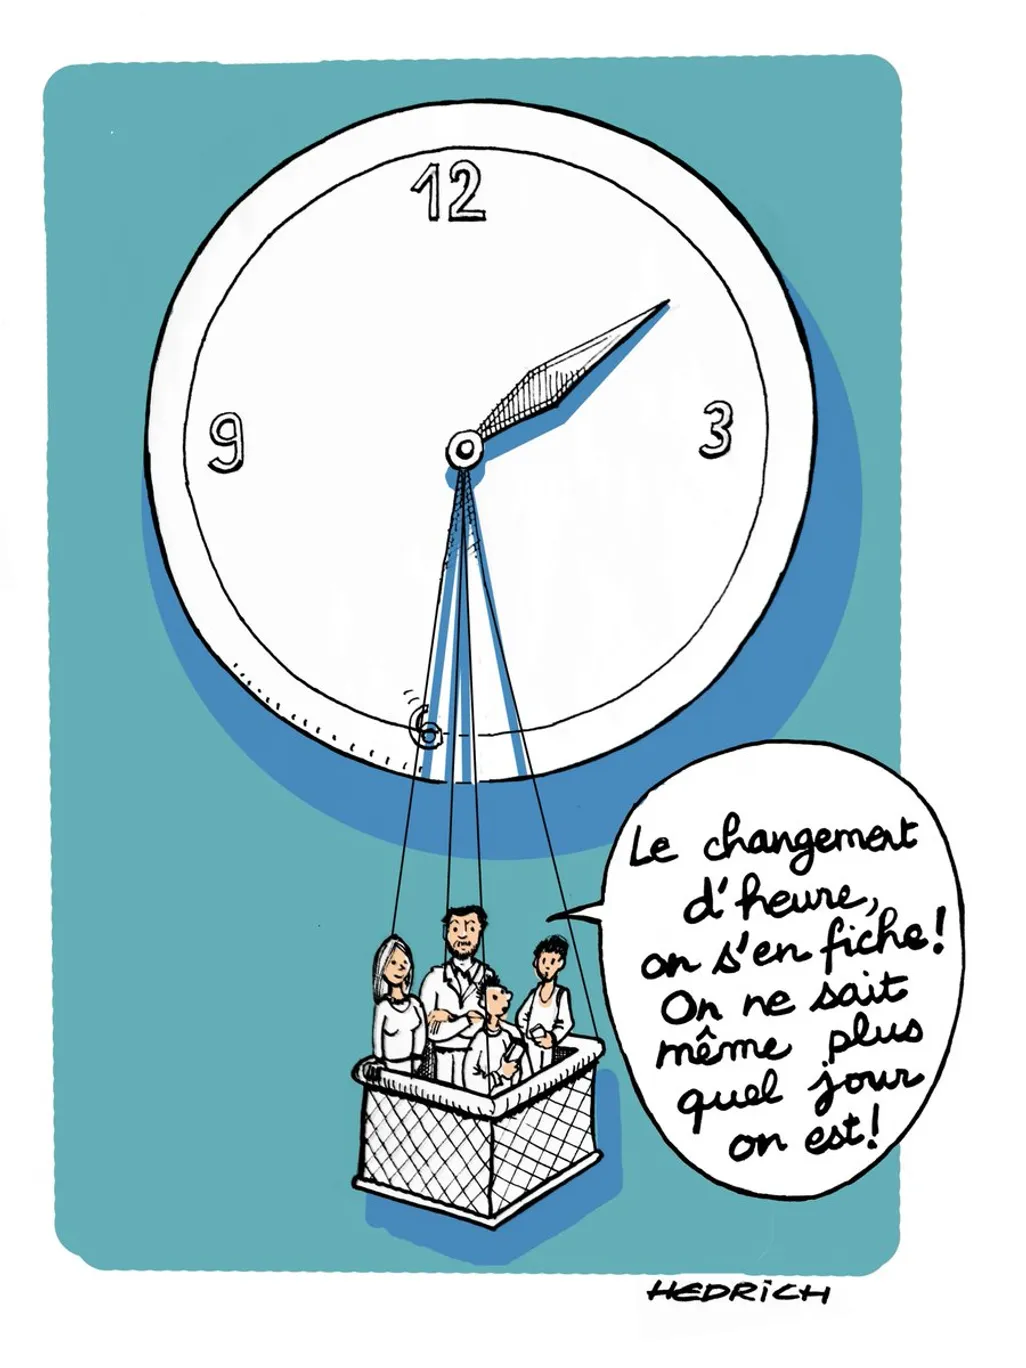 12
9
3
6
Le changement
d'heure,
on s'en fiche!
On ne sait
même plus
quel jour
on est!
HEDRICH